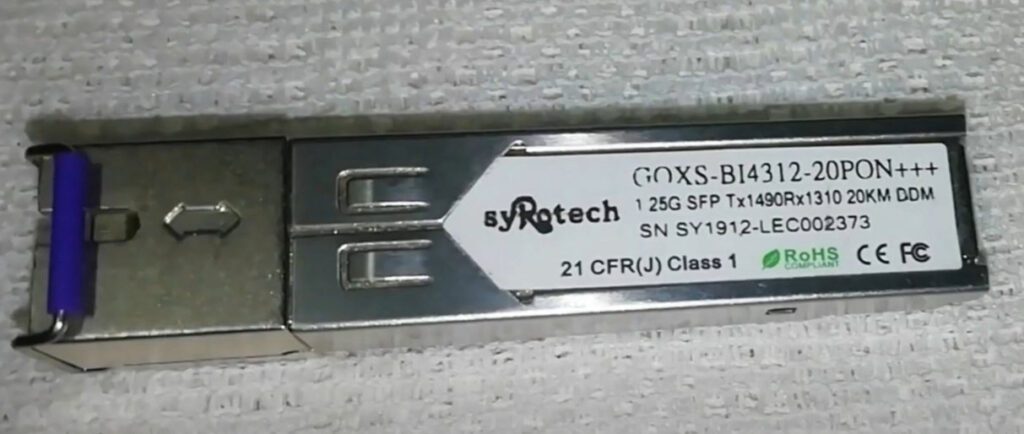 GOXS-BI4312-20PON+++
syRotech
1 25G SFP Tx1490Rx1310 20KM DDM
SN SY1912-LEC002373
21 CFR(J) Class 1
RoHS
COMPLIANT
CE FC